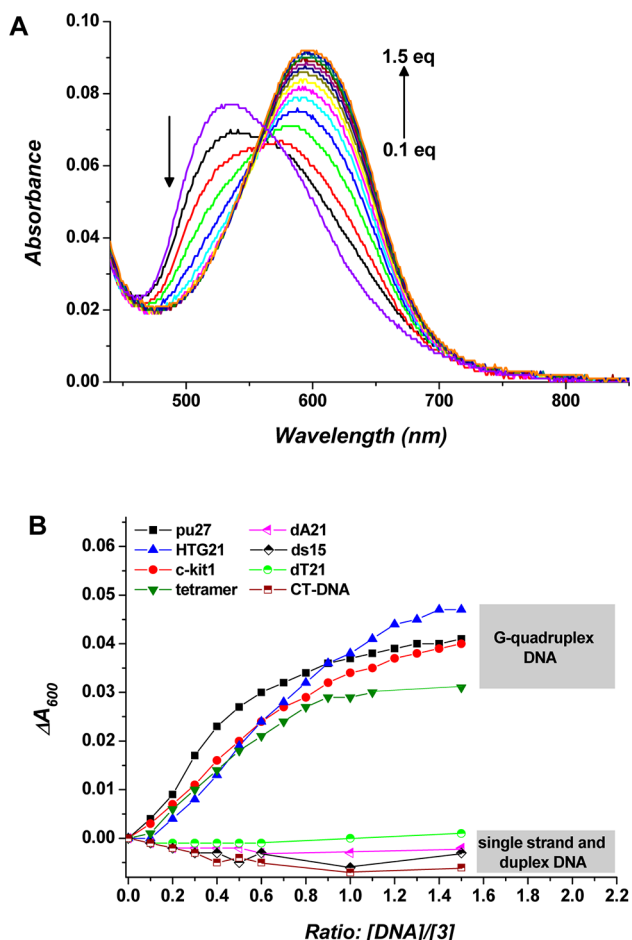 A
0.10
0.08
0.06
0.04
0.02
0.00
Absorbance
1.5 eq
0.1 eq
500
600
700
800
Wavelength (nm)
B
pu27
HTG21
c-kit1
tetramer
dA21
ds15
dT21
CT-DNA
0.06
0.05
0.04
0.03
0.02
0.01
0.00
ΔA600
G-quadruplex
DNA
single strand and
duplex DNA
0.0 0.2 0.4 0.6 0.8 1.0 1.2 1.4 1.6 1.8 2.0 2.2
Ratio: [DNA]/[3]